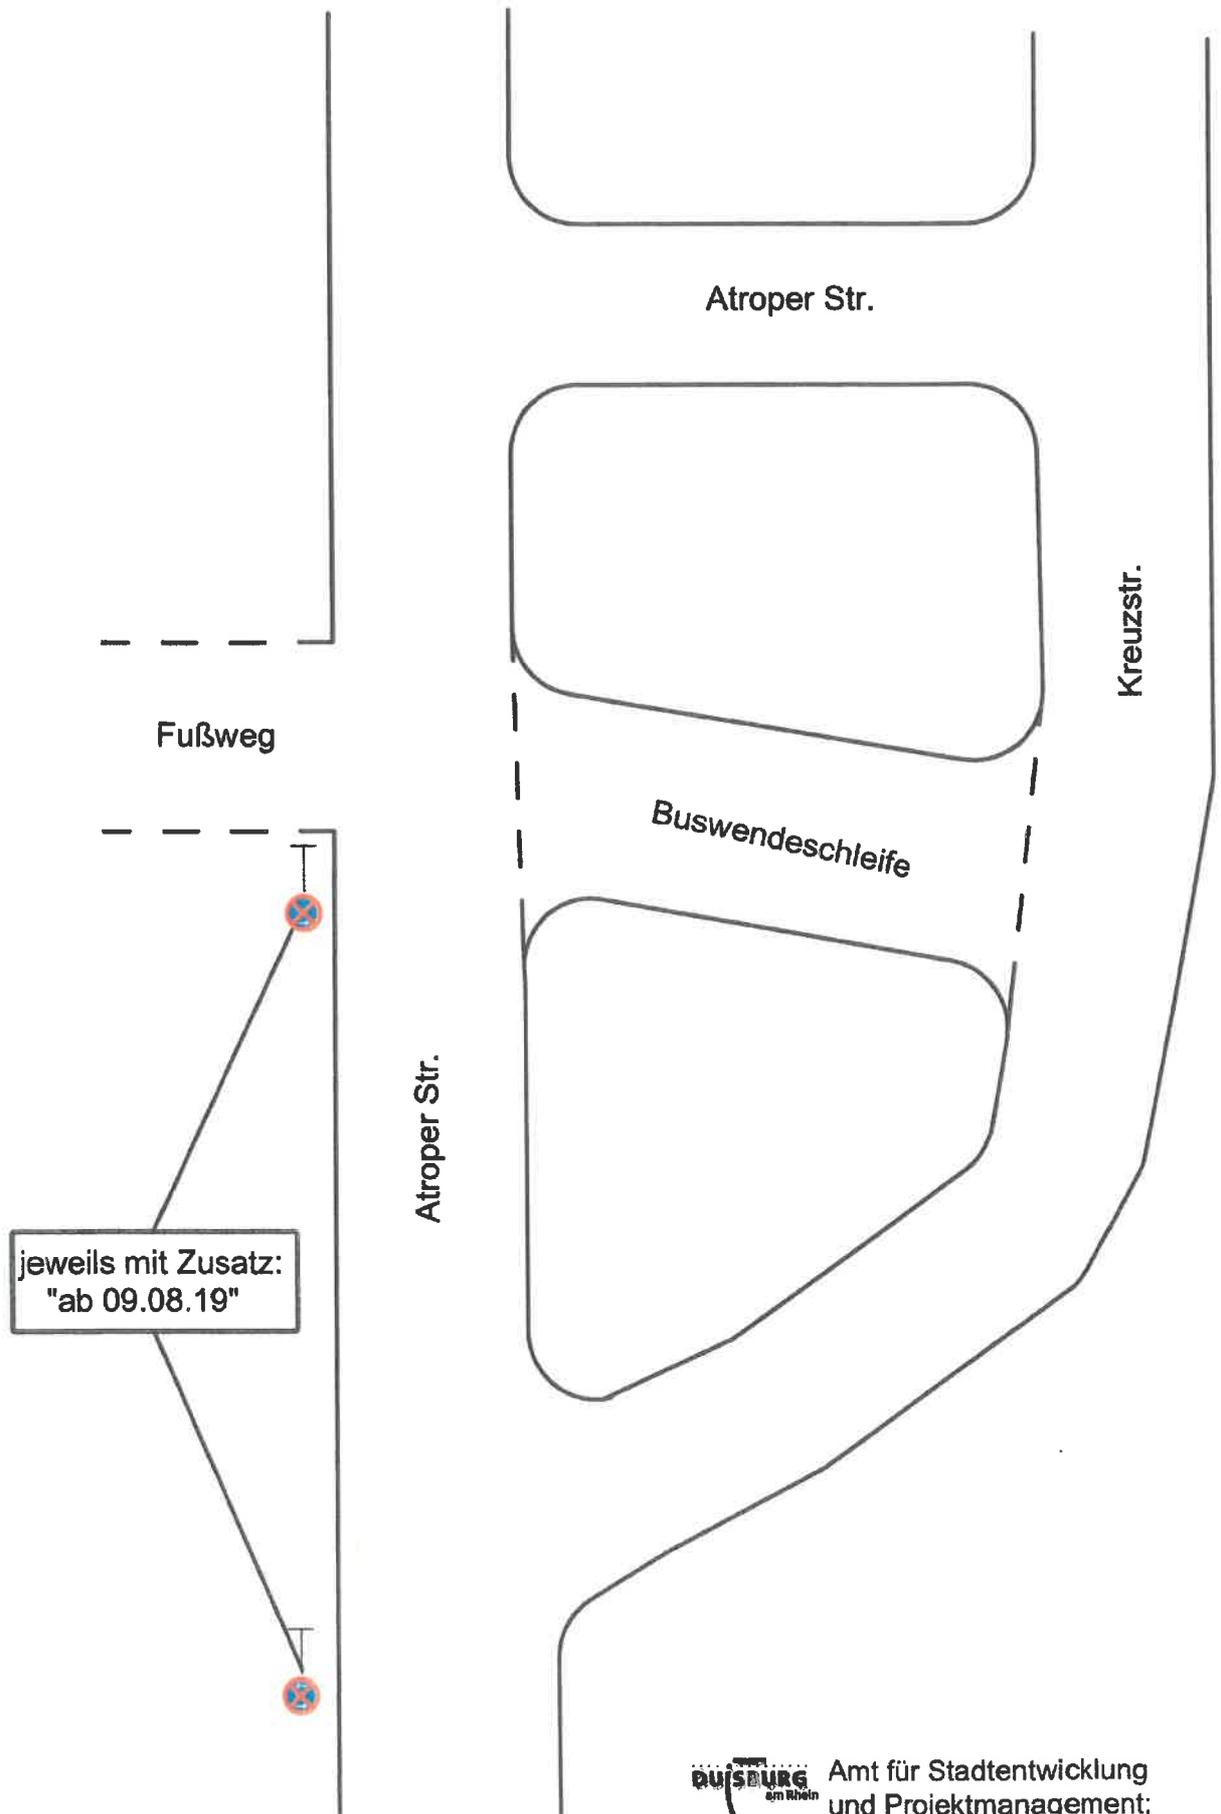 Atroper Str.
Kreuzstr.
Fußweg
Buswendeschleife
Atroper Str.
jeweils mit Zusatz:
"ab 09.08.19"
DUISBURG
am Rhein
Amt für Stadtentwicklung
und Projektmanagement: